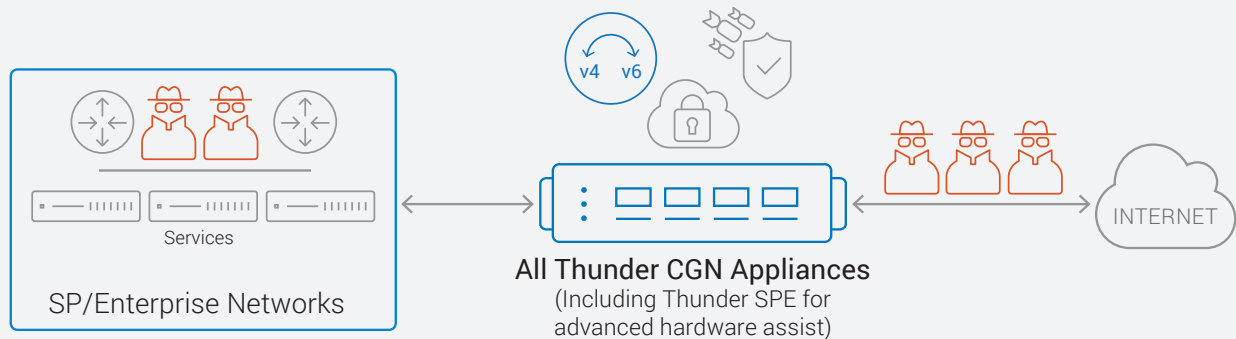 v4 v6
Services
SP/Enterprise Networks
All Thunder CGN Appliances
(Including Thunder SPE for
advanced hardware assist)
INTERNET